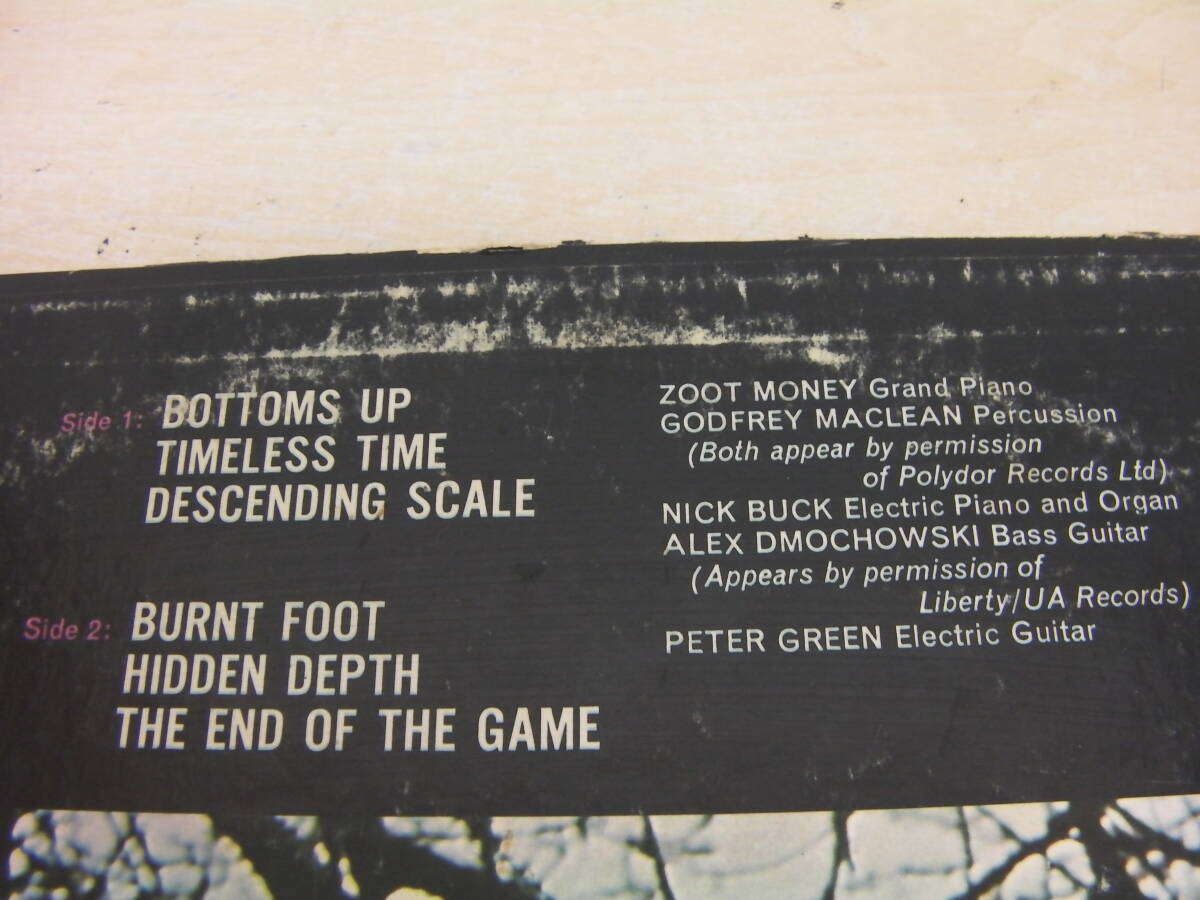 Side 1: BOTTOMS UP
TIMELESS TIME
DESCENDING SCALE
Side 2: BURNT FOOT
HIDDEN DEPTH
THE END OF THE GAME
ZOOT MONEY Grand Piano
GODFREY MACLEAN Percussion
(Both appear by permission
of Polydor Records Ltd)
NICK BUCK Electric Piano and Organ
ALEX DMOCHOWSKI Bass Guitar
(Appears by permission of
Liberty/UA Records)
PETER GREEN Electric Guitar